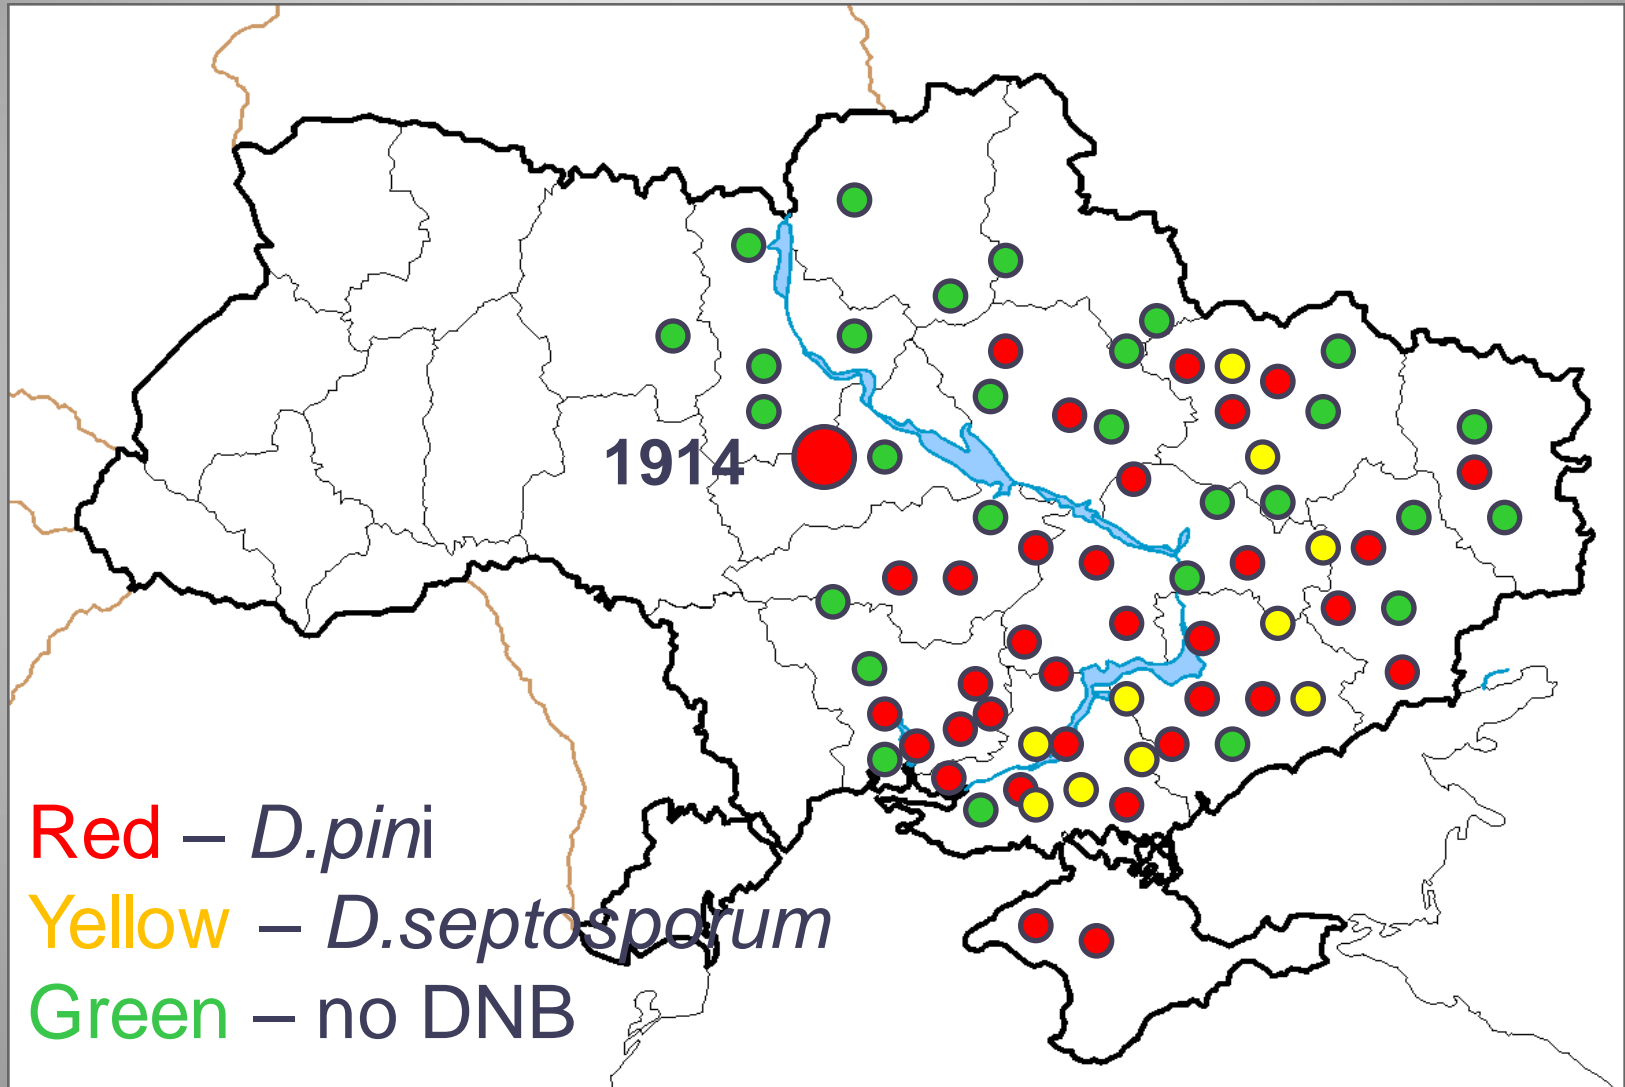 1914
Red – D.pini
Yellow – D.septosporum
Green – no DNB